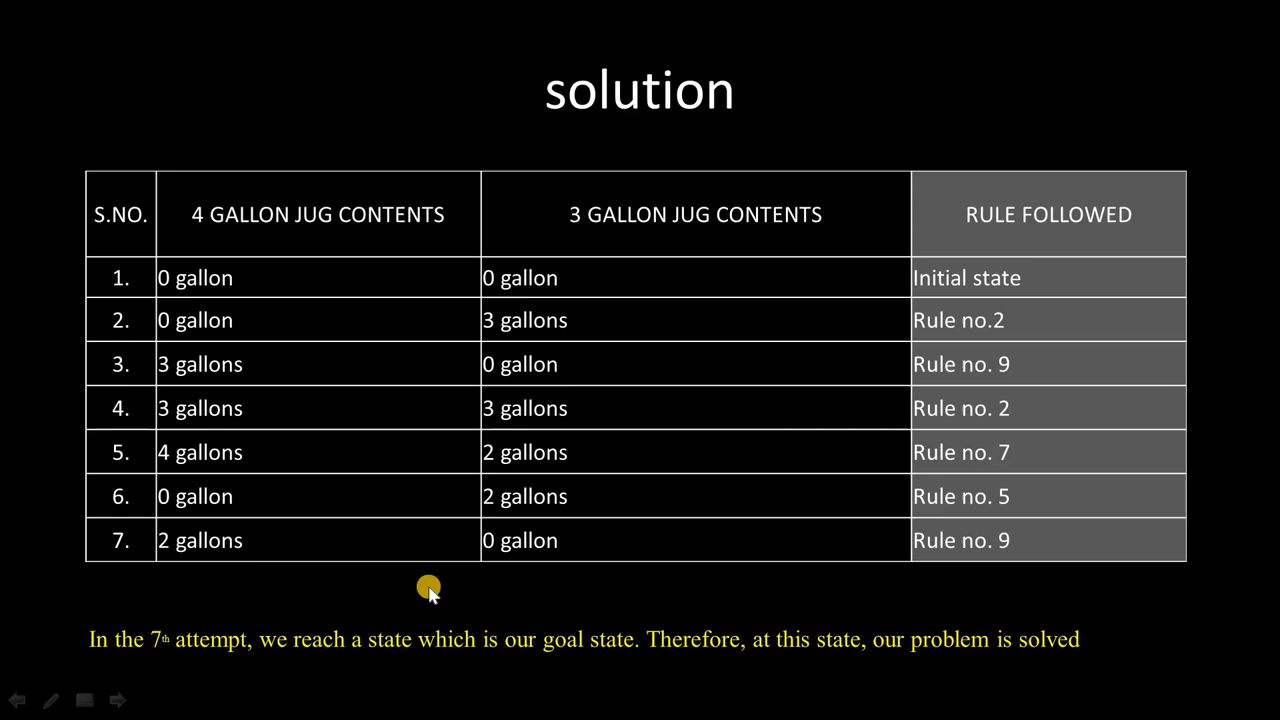 solution
S.NO. 4 GALLON JUG CONTENTS 3 GALLON JUG CONTENTS RULE FOLLOWED
1. 0 gallon 0 gallon Initial state
2. 0 gallon 3 gallons Rule no.2
3. 3 gallons 0 gallon Rule no. 9
4. 3 gallons 3 gallons Rule no. 2
5. 4 gallons 2 gallons Rule no. 7
6. 0 gallon 2 gallons Rule no. 5
7. 2 gallons 0 gallon Rule no. 9
In the 7th attempt, we reach a state which is our goal state. Therefore, at this state, our problem is solved